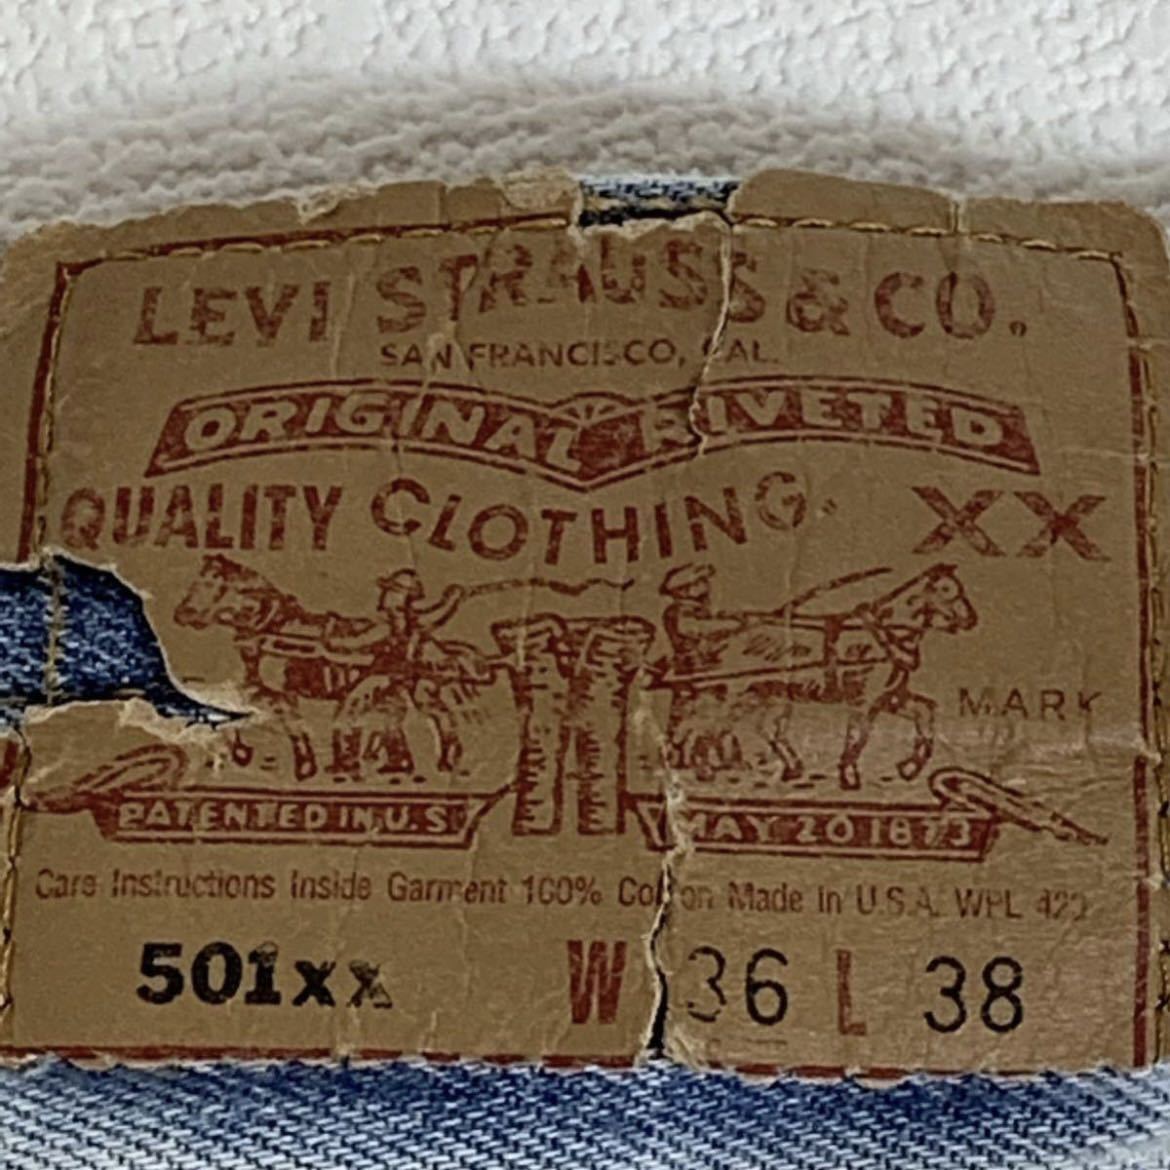 LEVI STRAUSS & CO.
SAN FRANCISCO, CAL.
ORIGINAL RIVETED
QUALITY CLOTHING. XX
MARK
PATENTED IN U.S. MAY 20 1873
Care Instructions Inside Garment 100% Cotton Made in U.S.A. WPL
501xx W 36 L 38